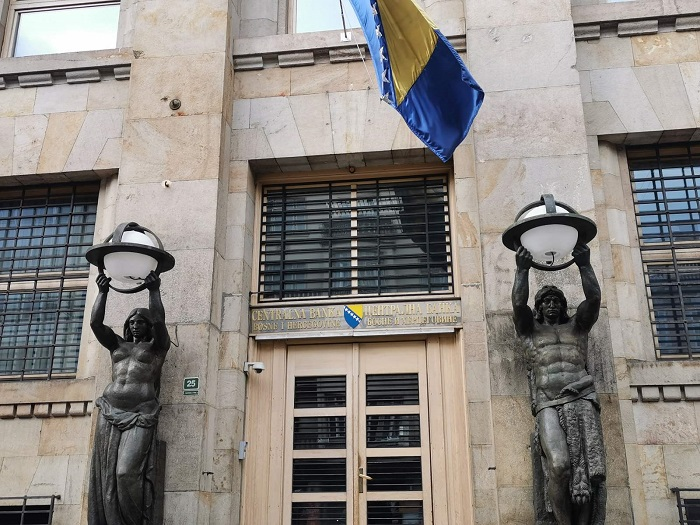 CENTRALNA BANKA
BOSNE I HERCEGOVINE
ЦЕНТРАЛНА БАНКА
БОСНЕ И ХЕРЦЕГОВИНЕ
25